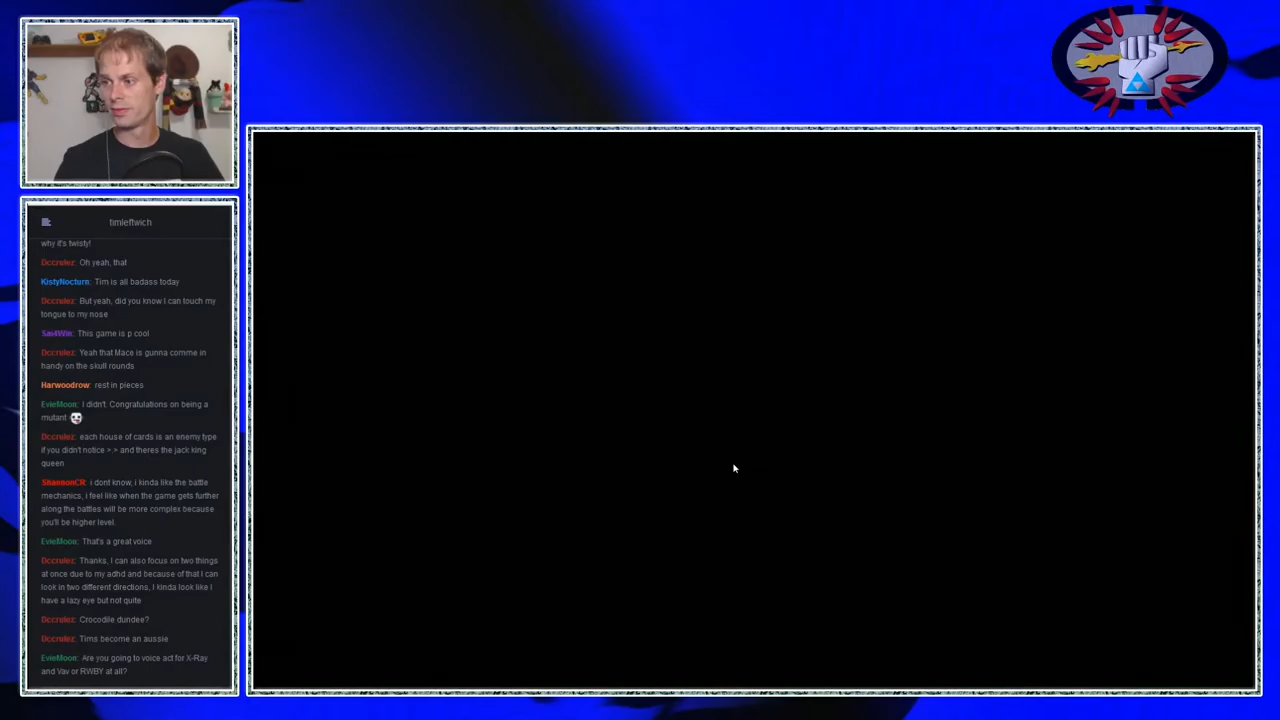 timleftwich
why it's twisty!
Dccrulez: Oh yeah, that
KistyNocturn: Tim is all badass today
Dccrulez: But yeah, did you know I can touch my
tongue to my nose
Sai4Win: This game is p cool
Dccrulez: Yeah that Mace is gunna comme in
handy on the skull rounds
Harwoodrow: rest in pieces
EvieMoon: I didn't. Congratulations on being a
mutant
Dccrulez: each house of cards is an enemy type
if you didn't notice >.> and theres the jack king
queen
ShannonCR: i dont know, i kinda like the battle
mechanics, i feel like when the game gets further
along the battles will be more complex because
you'll be higher level.
EvieMoon: That's a great voice
Dccrulez: Thanks, I can also focus on two things
at once due to my adhd and because of that I can
look in two different directions, I kinda look like I
have a lazy eye but not quite
Dccrulez: Crocodile dundee?
Dccrulez: Tims become an aussie
EvieMoon: Are you going to voice act for X-Ray
and Vav or RWBY at all?